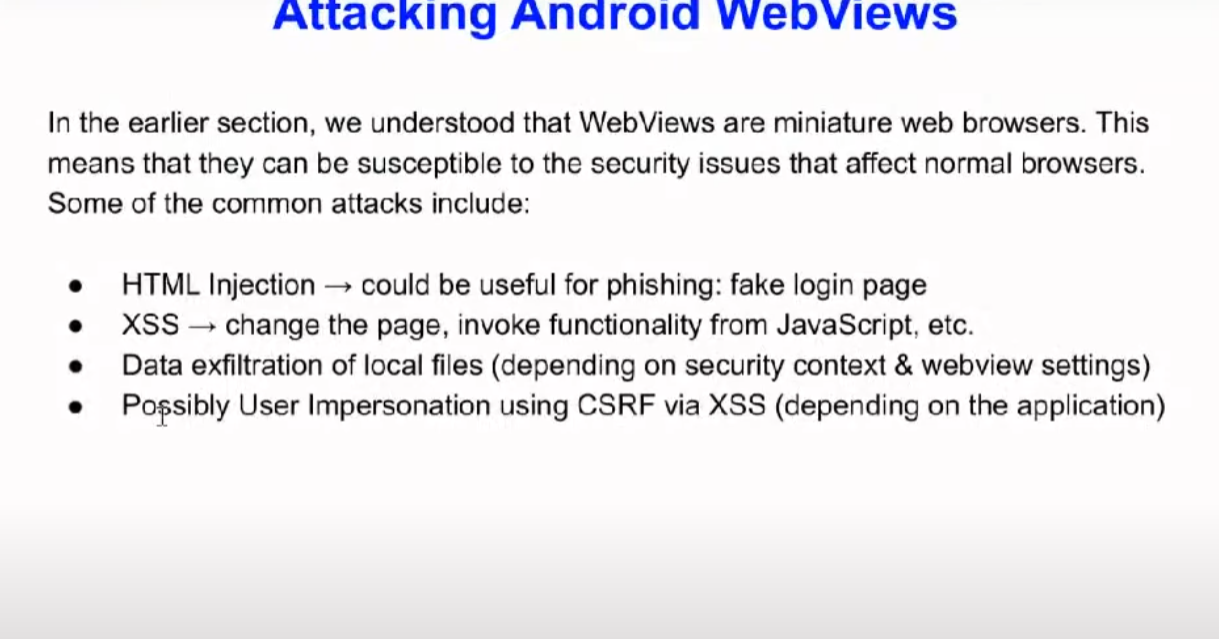 Attacking Android WebViews
In the earlier section, we understood that WebViews are miniature web browsers. This
means that they can be susceptible to the security issues that affect normal browsers.
Some of the common attacks include:
● HTML Injection → could be useful for phishing: fake login page
● XSS → change the page, invoke functionality from JavaScript, etc.
● Data exfiltration of local files (depending on security context & webview settings)
● Possibly User Impersonation using CSRF via XSS (depending on the application)